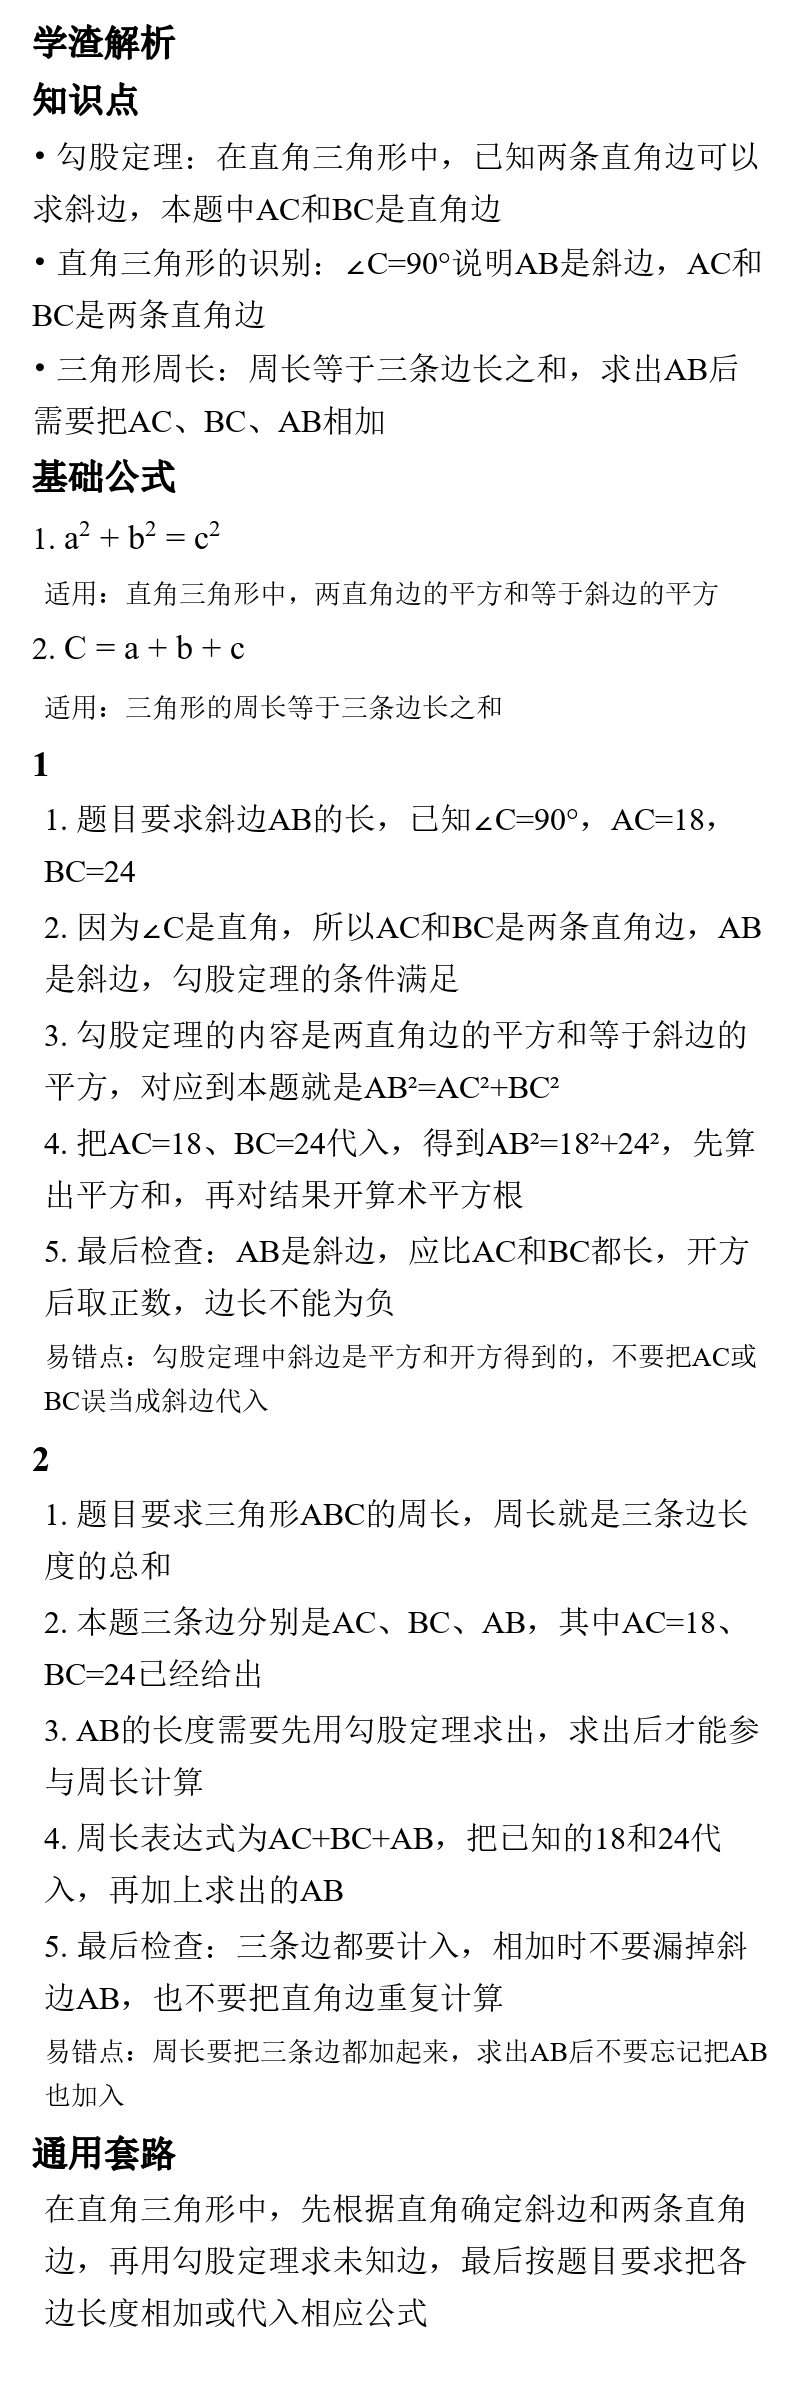 学渣解析
知识点
• 勾股定理：在直角三角形中，已知两条直角边可以
求斜边，本题中AC和BC是直角边
• 直角三角形的识别：∠C=90°说明AB是斜边，AC和
BC是两条直角边
• 三角形周长：周长等于三条边长之和，求出AB后
需要把AC、BC、AB相加
基础公式
1. a² + b² = c²
适用：直角三角形中，两直角边的平方和等于斜边的平方
2. C = a + b + c
适用：三角形的周长等于三条边长之和
1
1. 题目要求斜边AB的长，已知∠C=90°，AC=18，
BC=24
2. 因为∠C是直角，所以AC和BC是两条直角边，AB
是斜边，勾股定理的条件满足
3. 勾股定理的内容是两直角边的平方和等于斜边的
平方，对应到本题就是AB²=AC²+BC²
4. 把AC=18、BC=24代入，得到AB²=18²+24²，先算
出平方和，再对结果开算术平方根
5. 最后检查：AB是斜边，应比AC和BC都长，开方
后取正数，边长不能为负
易错点：勾股定理中斜边是平方和开方得到的，不要把AC或
BC误当成斜边代入
2
1. 题目要求三角形ABC的周长，周长就是三条边长
度的总和
2. 本题三条边分别是AC、BC、AB，其中AC=18、
BC=24已经给出
3. AB的长度需要先用勾股定理求出，求出后才能参
与周长计算
4. 周长表达式为AC+BC+AB，把已知的18和24代
入，再加上求出的AB
5. 最后检查：三条边都要计入，相加时不要漏掉斜
边AB，也不要把直角边重复计算
易错点：周长要把三条边都加起来，求出AB后不要忘记把AB
也加入
通用套路
在直角三角形中，先根据直角确定斜边和两条直角
边，再用勾股定理求未知边，最后按题目要求把各
边长度相加或代入相应公式